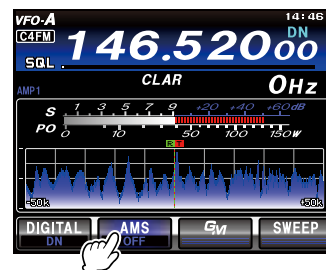 VFO-A 14:46
C4FM 146.52000 DN
SQL
CLAR 0Hz
AMP1
S 1 3 5 7 9 +20 +40 +60dB
PO 0 10 50 100 150W
R T
-50k +50k
DIGITAL AMS GM SWEEP
DN OFF